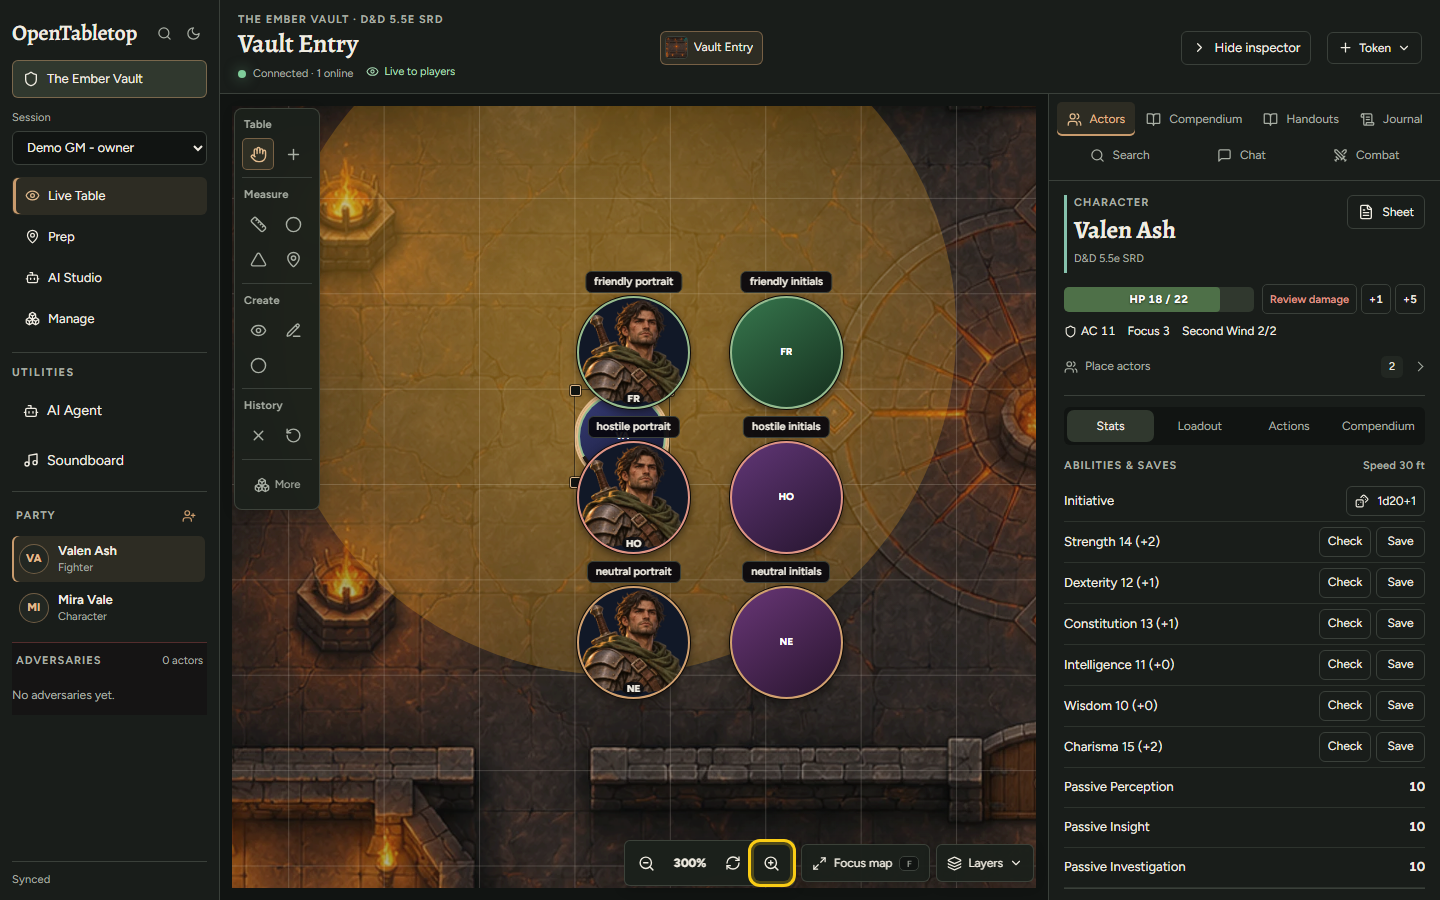 OpenTabletop
The Ember Vault
Session
Demo GM - owner
Live Table
Prep
AI Studio
Manage
UTILITIES
AI Agent
Soundboard
PARTY
VA
Valen Ash
Fighter
MI
Mira Vale
Character
ADVERSARIES
0 actors
No adversaries yet.
Synced
THE EMBER VAULT · D&D 5.5E SRD
Vault Entry
Connected · 1 online
Live to players
Vault Entry
Hide inspector
Token
Table
Measure
Create
History
More
friendly portrait
friendly initials
FR
FR
hostile portrait
hostile initials
HO
HO
neutral portrait
neutral initials
NE
NE
300%
Focus map
F
Layers
Actors
Compendium
Handouts
Journal
Search
Chat
Combat
CHARACTER
Valen Ash
D&D 5.5e SRD
Sheet
HP 18 / 22
Review damage
+1
+5
AC 11
Focus 3
Second Wind 2/2
Place actors
2
Stats
Loadout
Actions
Compendium
ABILITIES & SAVES
Speed 30 ft
Initiative
1d20+1
Strength 14 (+2)
Check
Save
Dexterity 12 (+1)
Check
Save
Constitution 13 (+1)
Check
Save
Intelligence 11 (+0)
Check
Save
Wisdom 10 (+0)
Check
Save
Charisma 15 (+2)
Check
Save
Passive Perception
10
Passive Insight
10
Passive Investigation
10